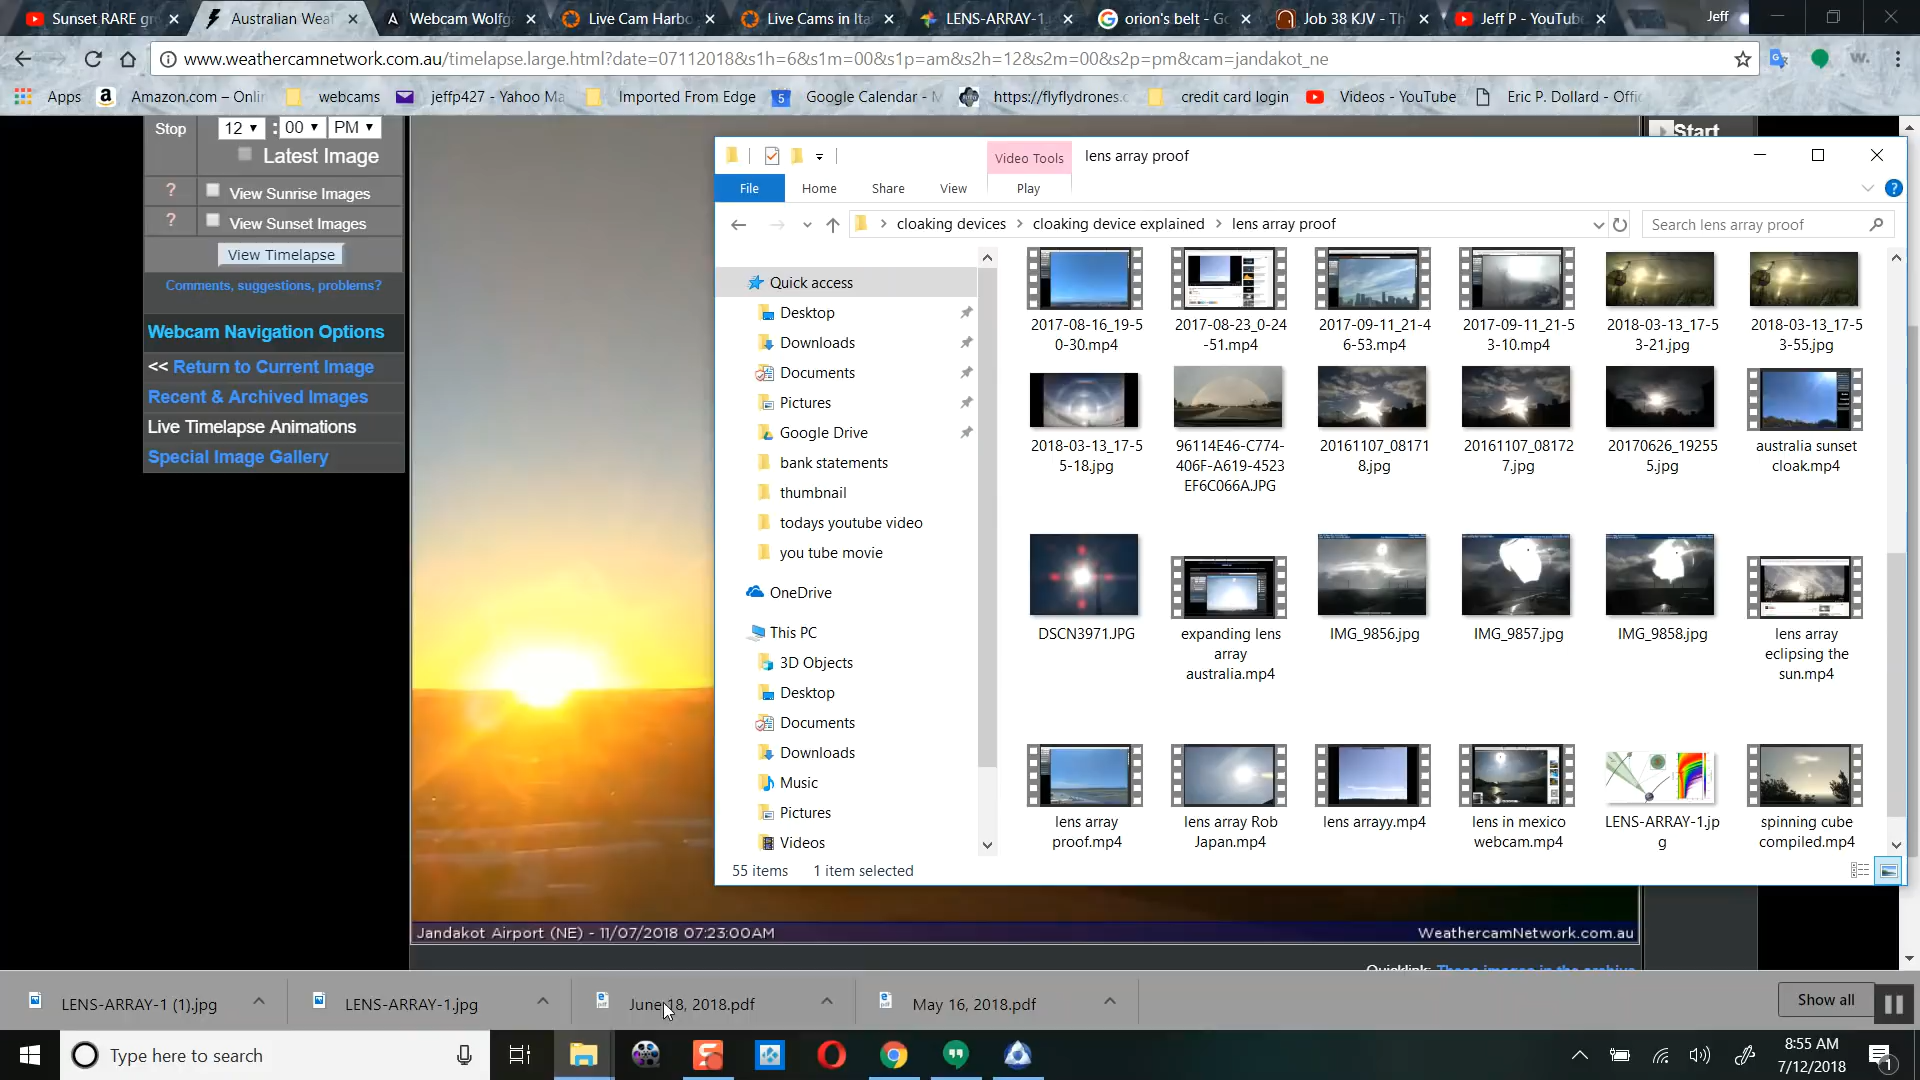 Sunset RARE gr
Australian Weat
Webcam Wolfg
Live Cam Harbo
Live Cams in Ita
LENS-ARRAY-1.
orion's belt - Go
Job 38 KJV - Th
Jeff P - YouTube
Jeff
www.weathercamnetwork.com.au/timelapse.large.html?date=07112018&s1h=6&s1m=00&s1p=am&s2h=12&s2m=00&s2p=pm&cam=jandakot_ne
Apps
Amazon.com – Onli
webcams
jeffp427 - Yahoo Ma
Imported From Edge
Google Calendar - M
https://flyflydrones.c
credit card login
Videos - YouTube
Eric P. Dollard - Offic
Stop
12 : 00 PM
Latest Image
? View Sunrise Images
? View Sunset Images
View Timelapse
Comments, suggestions, problems?
Webcam Navigation Options
<< Return to Current Image
Recent & Archived Images
Live Timelapse Animations
Special Image Gallery
Start
Video Tools
lens array proof
File
Home
Share
View
Play
cloaking devices > cloaking device explained > lens array proof
Search lens array proof
Quick access
Desktop
Downloads
Documents
Pictures
Google Drive
bank statements
thumbnail
todays youtube video
you tube movie
OneDrive
This PC
3D Objects
Desktop
Documents
Downloads
Music
Pictures
Videos
2017-08-16_19-5
0-30.mp4
2017-08-23_0-24
-51.mp4
2017-09-11_21-4
6-53.mp4
2017-09-11_21-5
3-10.mp4
2018-03-13_17-5
3-21.jpg
2018-03-13_17-5
3-55.jpg
2018-03-13_17-5
5-18.jpg
96114E46-C774-
406F-A619-4523
EF6C066A.JPG
20161107_08171
8.jpg
20161107_08172
7.jpg
20170626_19255
5.jpg
australia sunset
cloak.mp4
DSCN3971.JPG
expanding lens
array
australia.mp4
IMG_9856.jpg
IMG_9857.jpg
IMG_9858.jpg
lens array
eclipsing the
sun.mp4
lens array
proof.mp4
lens array Rob
Japan.mp4
lens arrayy.mp4
lens in mexico
webcam.mp4
LENS-ARRAY-1.jp
g
spinning cube
compiled.mp4
55 items
1 item selected
Jandakot Airport (NE) - 11/07/2018 07:23:00AM
WeathercamNetwork.com.au
Quicklink: These images in the archive
LENS-ARRAY-1 (1).jpg
LENS-ARRAY-1.jpg
June 18, 2018.pdf
May 16, 2018.pdf
Show all
Type here to search
8:55 AM
7/12/2018
1